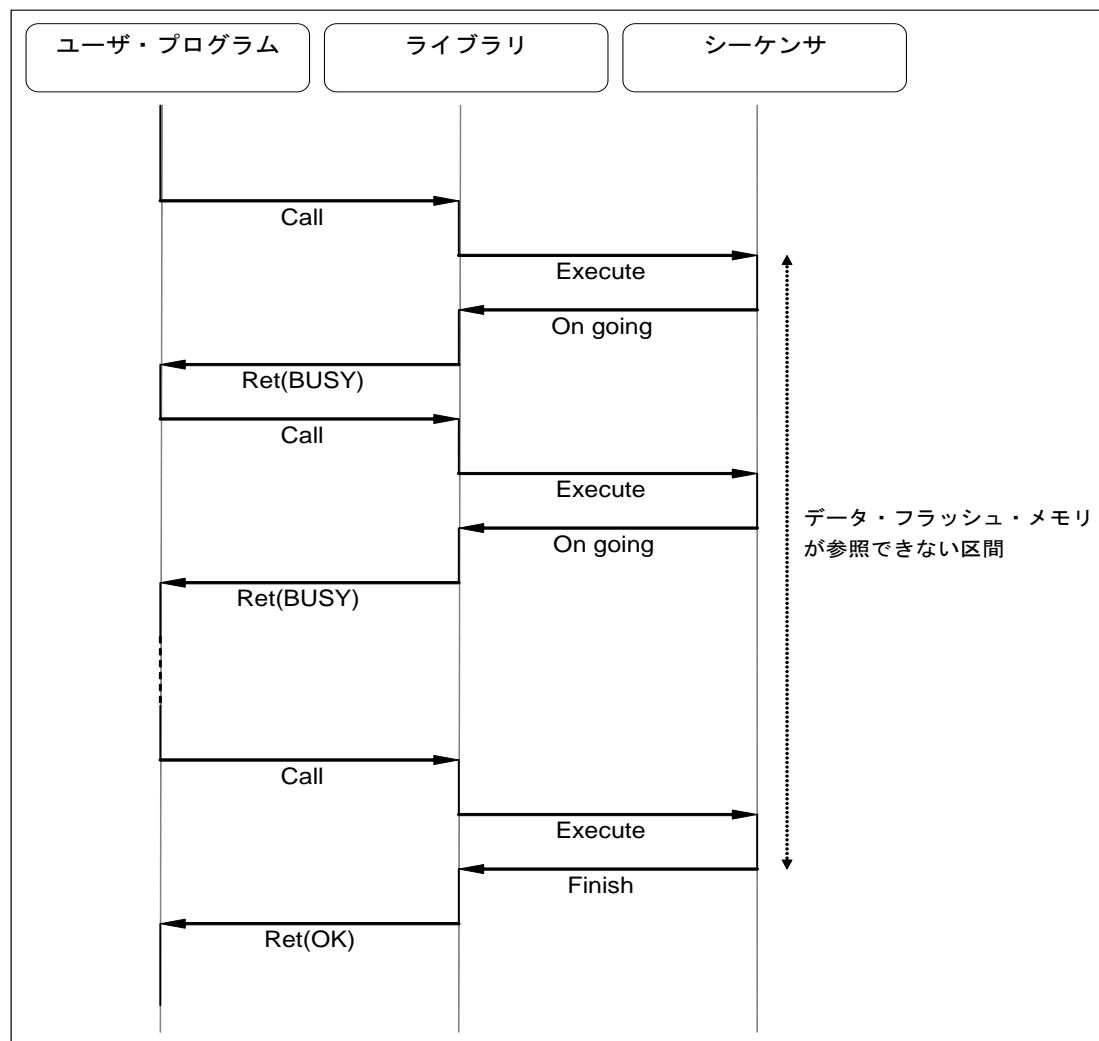 ユーザ・プログラム
ライブラリ
シーケンサ
Call
Execute
On going
Ret(BUSY)
Call
Execute
On going
Ret(BUSY)
データ・フラッシュ・メモリ
が参照できない区間
Call
Execute
Finish
Ret(OK)